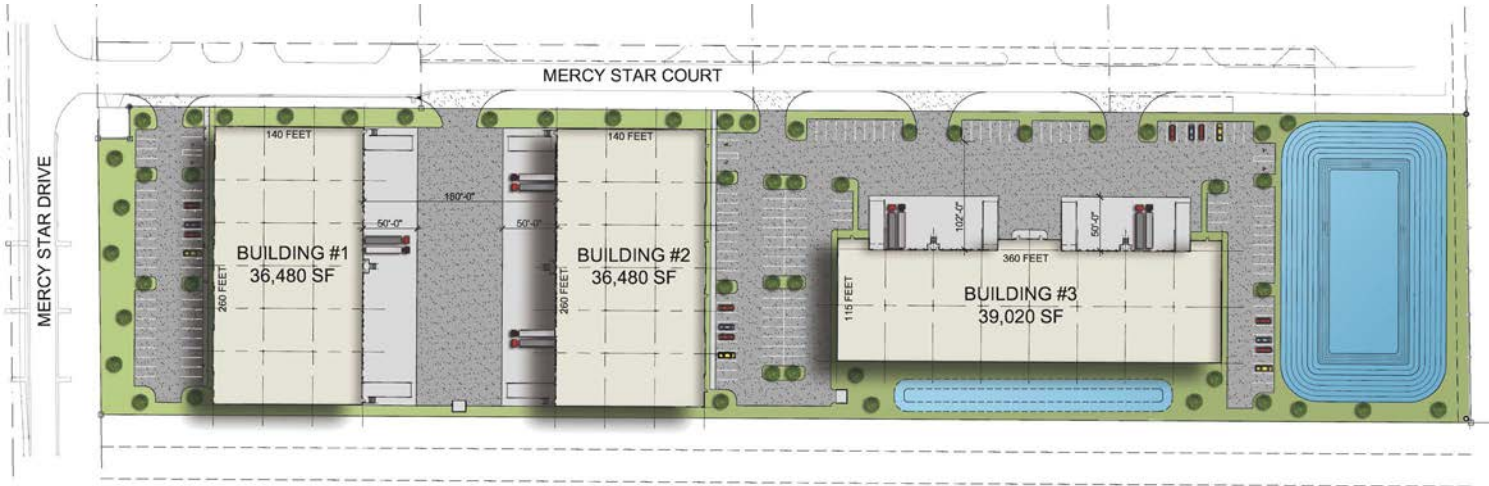 MERCY STAR COURT
MERCY STAR DRIVE
140 FEET
BUILDING #1
36,480 SF
260 FEET
50'-0"
180'-0"
50'-0"
140 FEET
BUILDING #2
36,480 SF
260 FEET
102'-0"
50'-0"
360 FEET
115 FEET
BUILDING #3
39,020 SF